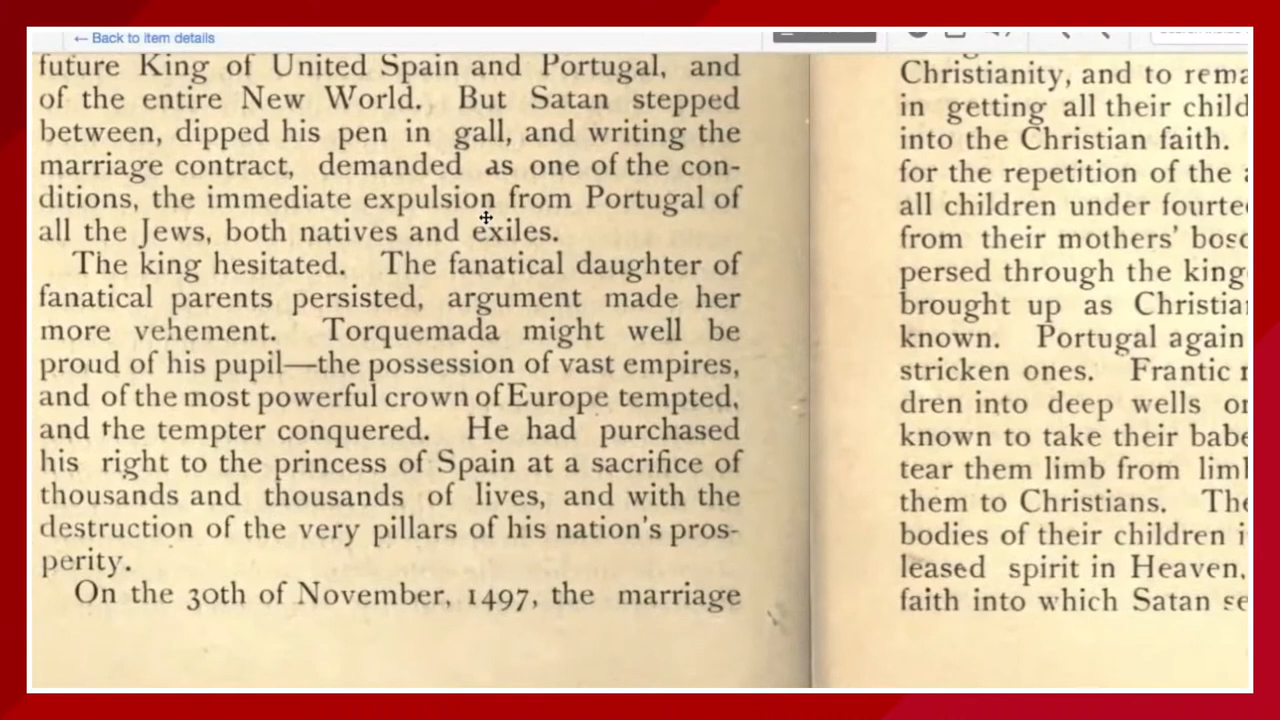 ← Back to item details
future King of United Spain and Portugal, and
of the entire New World. But Satan stepped
between, dipped his pen in gall, and writing the
marriage contract, demanded as one of the con-
ditions, the immediate expulsion from Portugal of
all the Jews, both natives and exiles.
The king hesitated. The fanatical daughter of
fanatical parents persisted, argument made her
more vehement. Torquemada might well be
proud of his pupil—the possession of vast empires,
and of the most powerful crown of Europe tempted,
and the tempter conquered. He had purchased
his right to the princess of Spain at a sacrifice of
thousands and thousands of lives, and with the
destruction of the very pillars of his nation's pros-
perity.
On the 30th of November, 1497, the marriage
Christianity, and to
in getting all their
into the Christian faith.
for the repetition of the
all children under
from their mothers'
through the
brought up as
known. Portugal again
stricken ones. Frantic
dren into deep wells
known to take their
tear them limb from
them to Christians.
bodies of their children
leased spirit in Heaven,
faith into which Satan